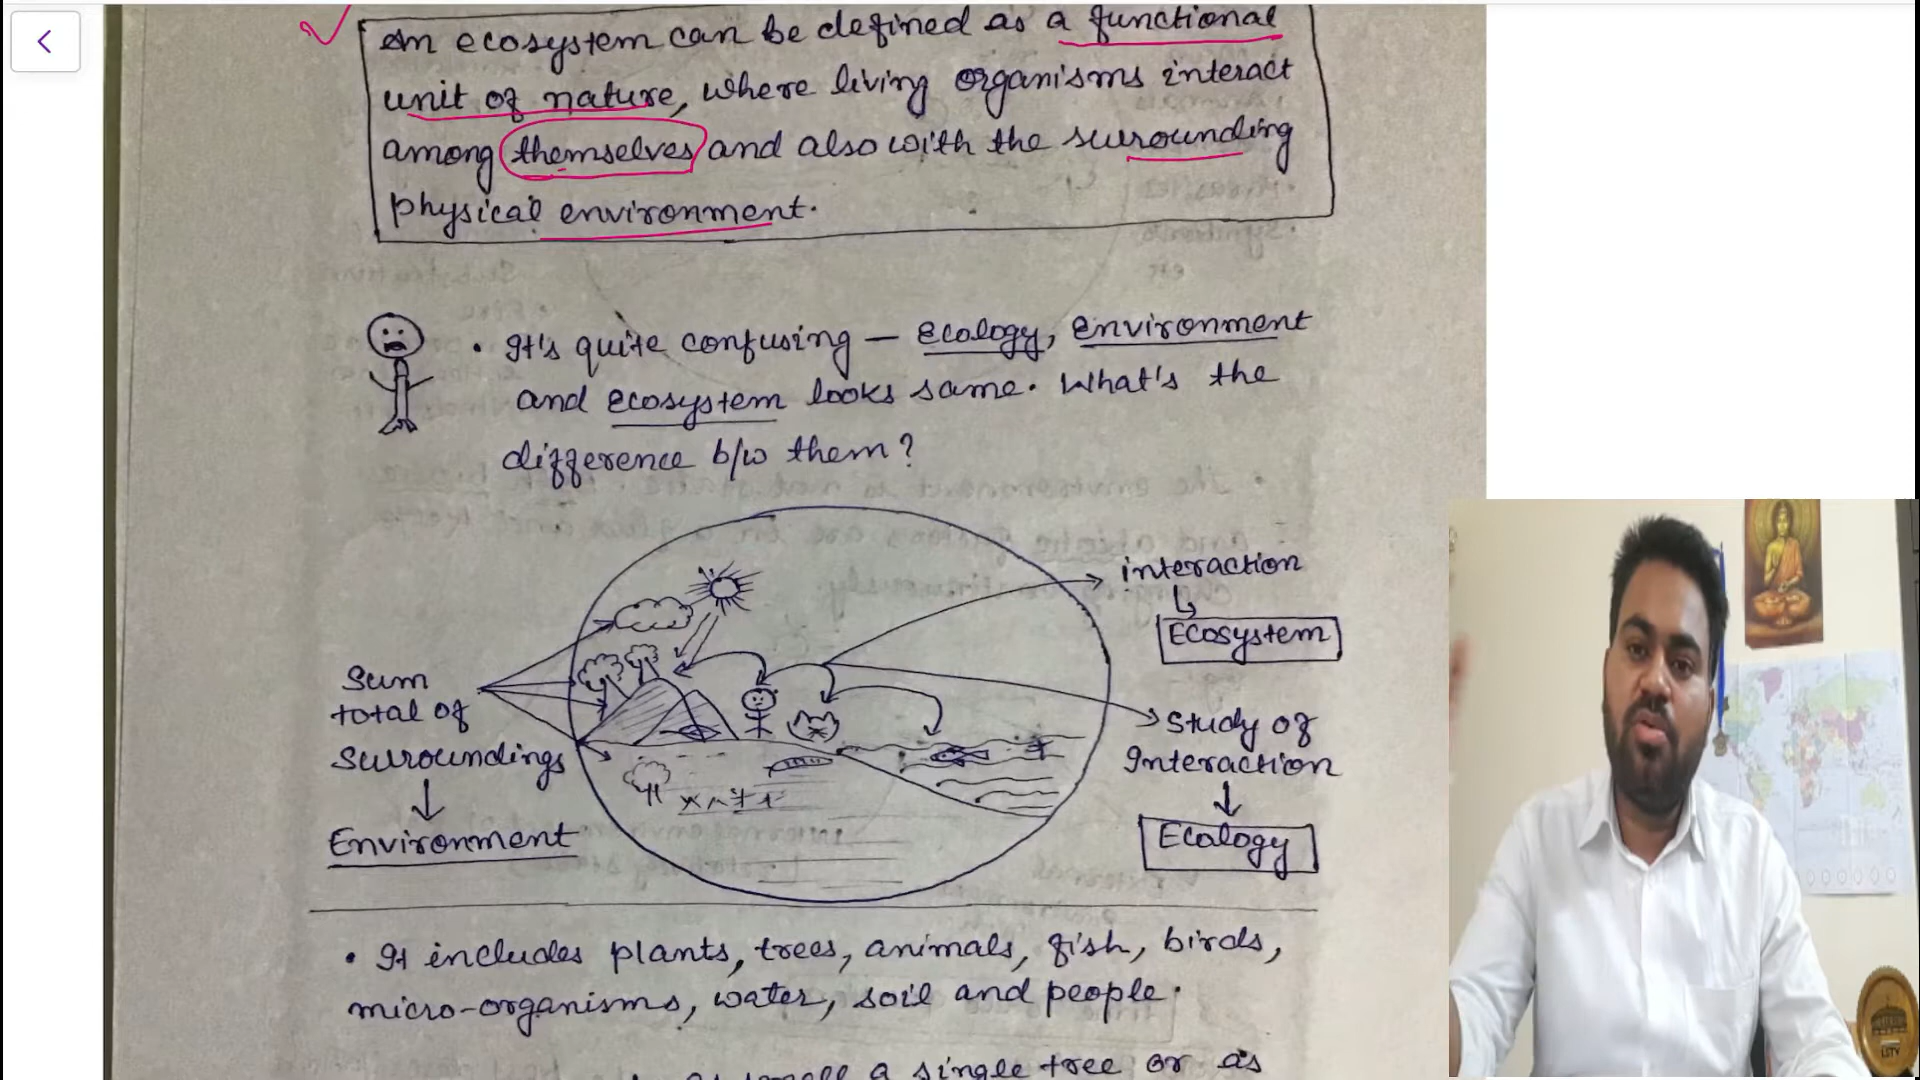 An ecosystem can be defined as a functional
unit of nature, where living organisms interact
among themselves and also with the surrounding
physical environment.
• It's quite confusing — Ecology, Environment
and ecosystem looks same. What's the
difference b/w them?
interaction
Ecosystem
Sum
total of
Surroundings
Environment
Study of
Interaction
Ecology
• It includes plants, trees, animals, fish, birds,
micro-organisms, water, soil and people.
a single tree or as
LSTV